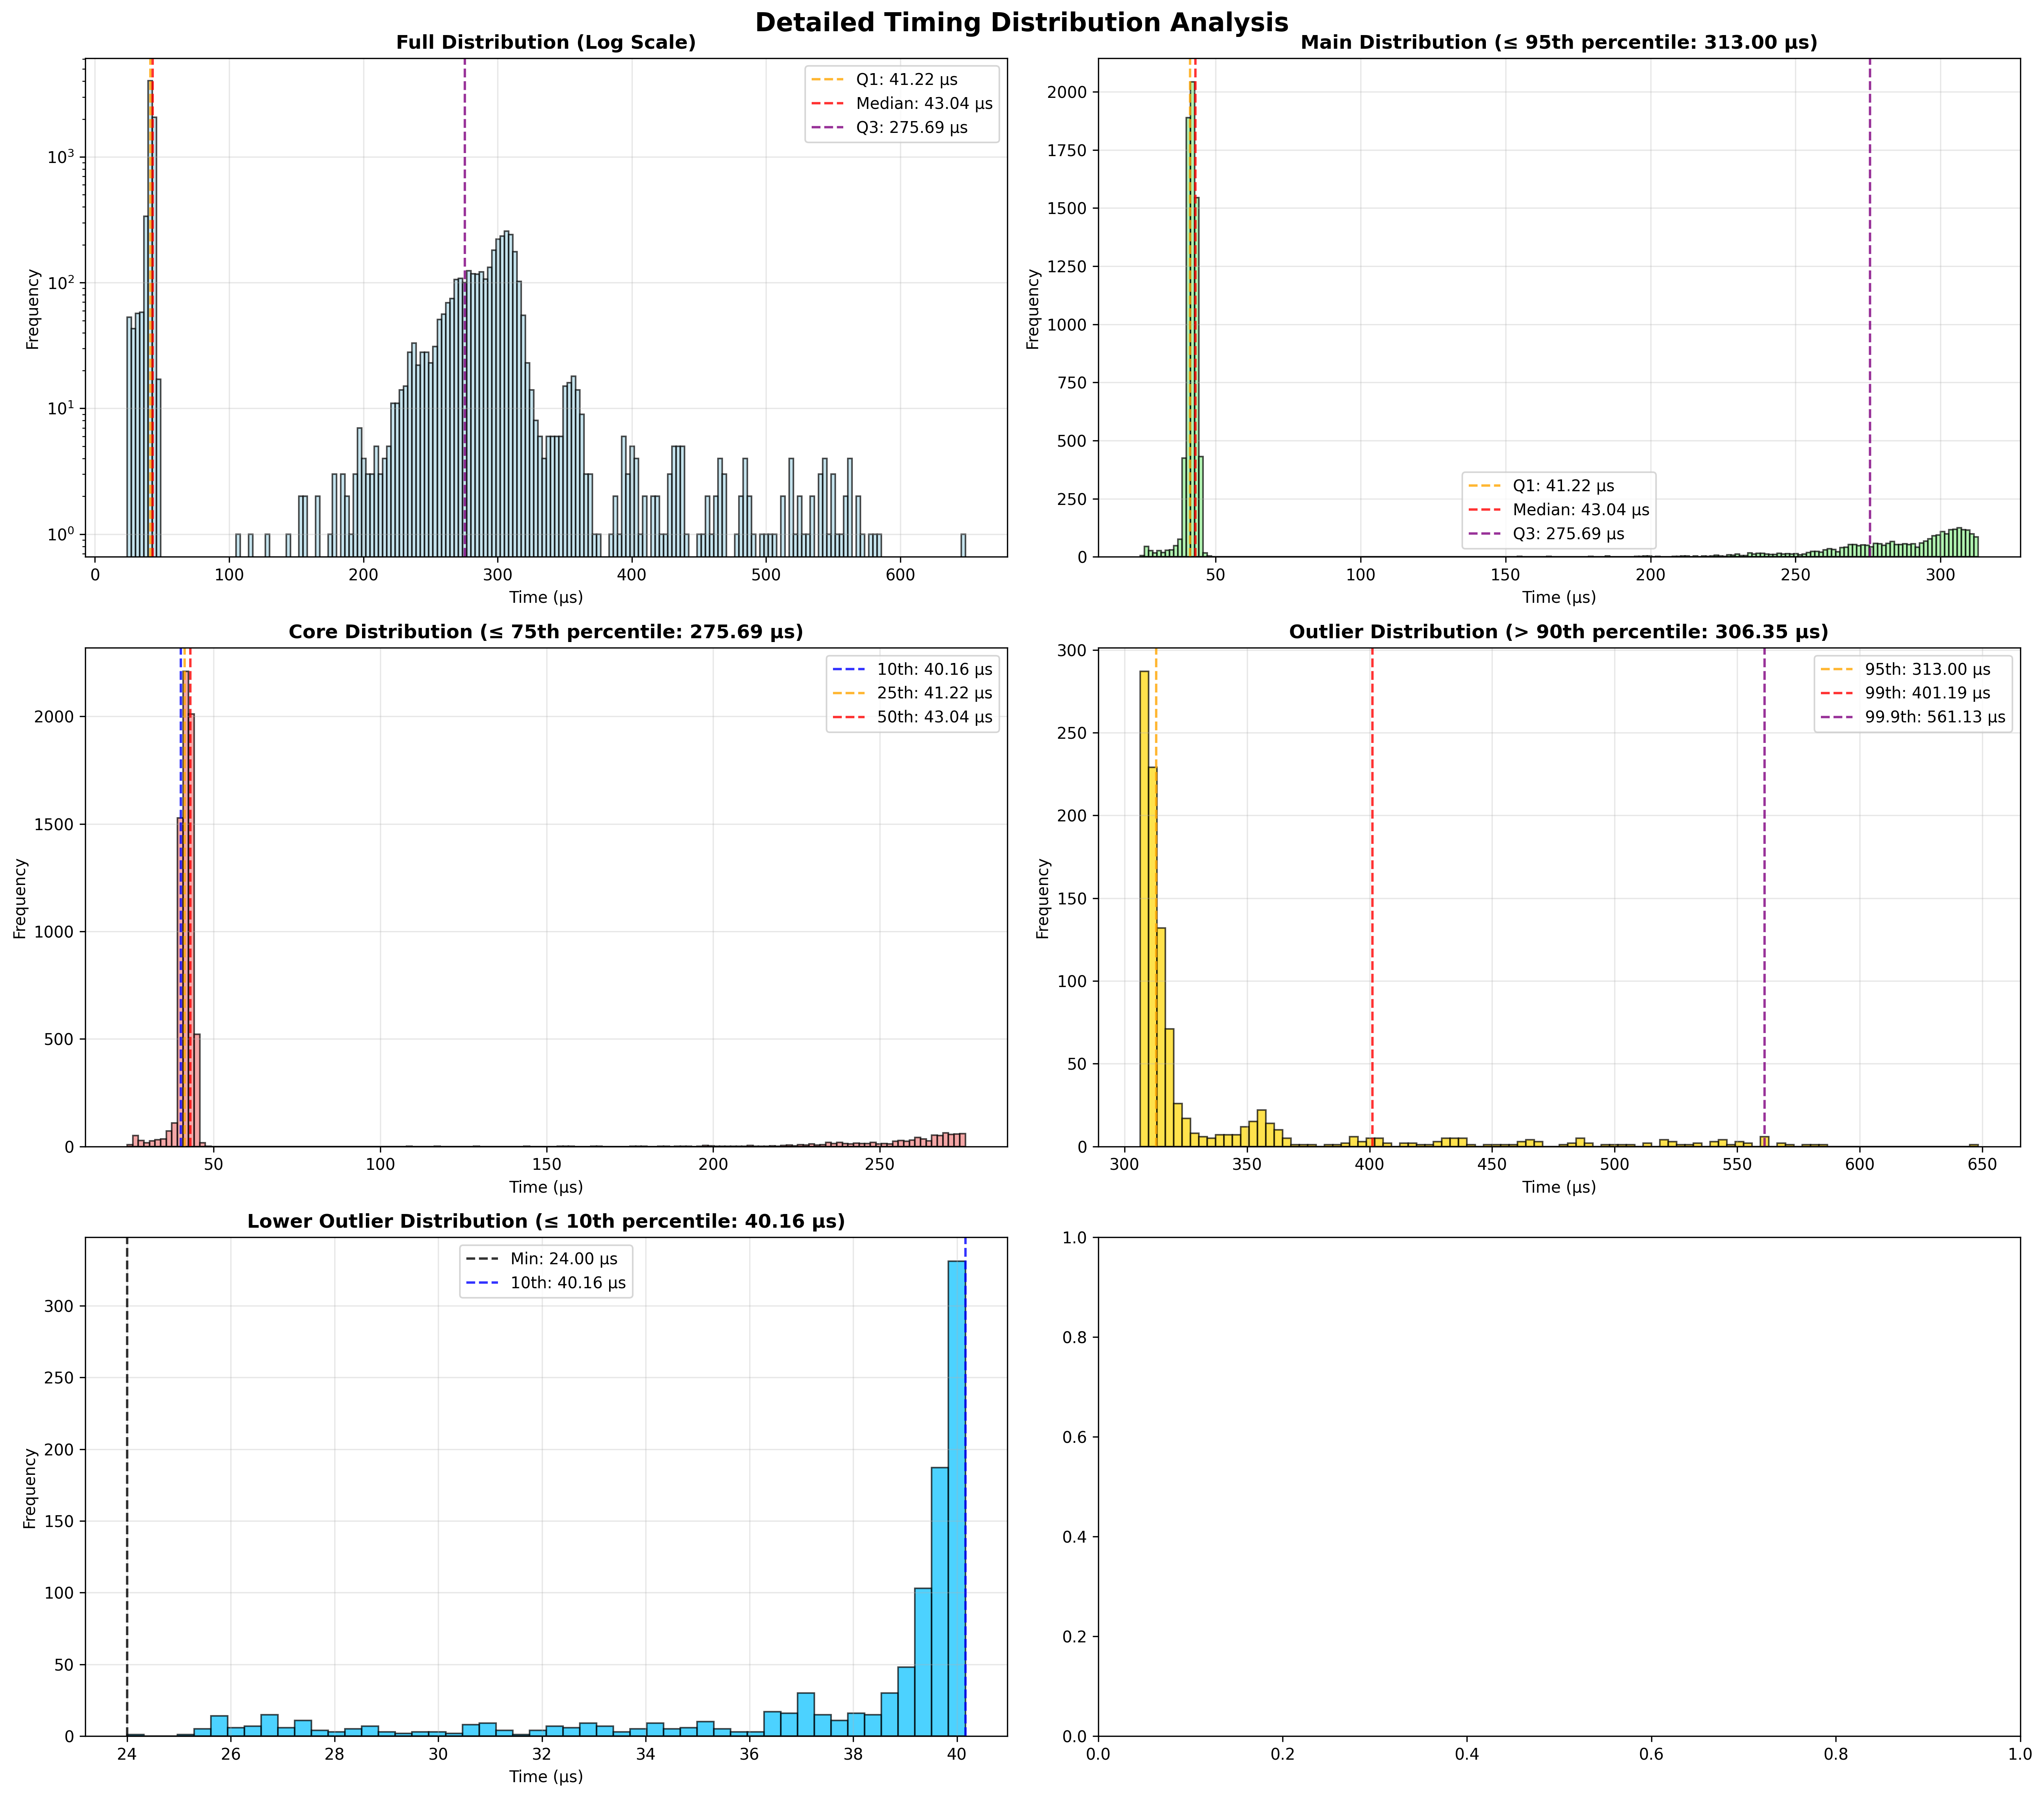 Detailed Timing Distribution Analysis
Full Distribution (Log Scale)
Q1: 41.22 µs
Median: 43.04 µs
Q3: 275.69 µs
10³
10²
10¹
10⁰
Frequency
0 100 200 300 400 500 600
Time (µs)
Main Distribution (≤ 95th percentile: 313.00 µs)
2000
1750
1500
1250
1000
750
500
250
0
Frequency
Q1: 41.22 µs
Median: 43.04 µs
Q3: 275.69 µs
50 100 150 200 250 300
Time (µs)
Core Distribution (≤ 75th percentile: 275.69 µs)
10th: 40.16 µs
25th: 41.22 µs
50th: 43.04 µs
2000
1500
1000
500
0
Frequency
50 100 150 200 250
Time (µs)
Outlier Distribution (> 90th percentile: 306.35 µs)
95th: 313.00 µs
99th: 401.19 µs
99.9th: 561.13 µs
300
250
200
150
100
50
0
Frequency
300 350 400 450 500 550 600 650
Time (µs)
Lower Outlier Distribution (≤ 10th percentile: 40.16 µs)
Min: 24.00 µs
10th: 40.16 µs
300
250
200
150
100
50
0
Frequency
24 26 28 30 32 34 36 38 40
Time (µs)
1.0
0.8
0.6
0.4
0.2
0.0
0.0 0.2 0.4 0.6 0.8 1.0